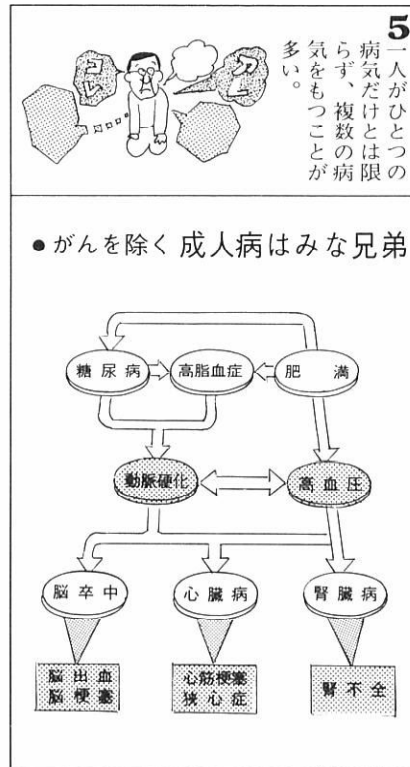 5
一人がひとつの
病気だけとは限
らず、複数の病
気をもつことが
多い。
アレ
コレ
●がんを除く成人病はみな兄弟
糖尿病
高脂血症
肥満
動脈硬化
高血圧
脳卒中
心臓病
腎臓病
脳出血
脳梗塞
心筋梗塞
狭心症
腎不全